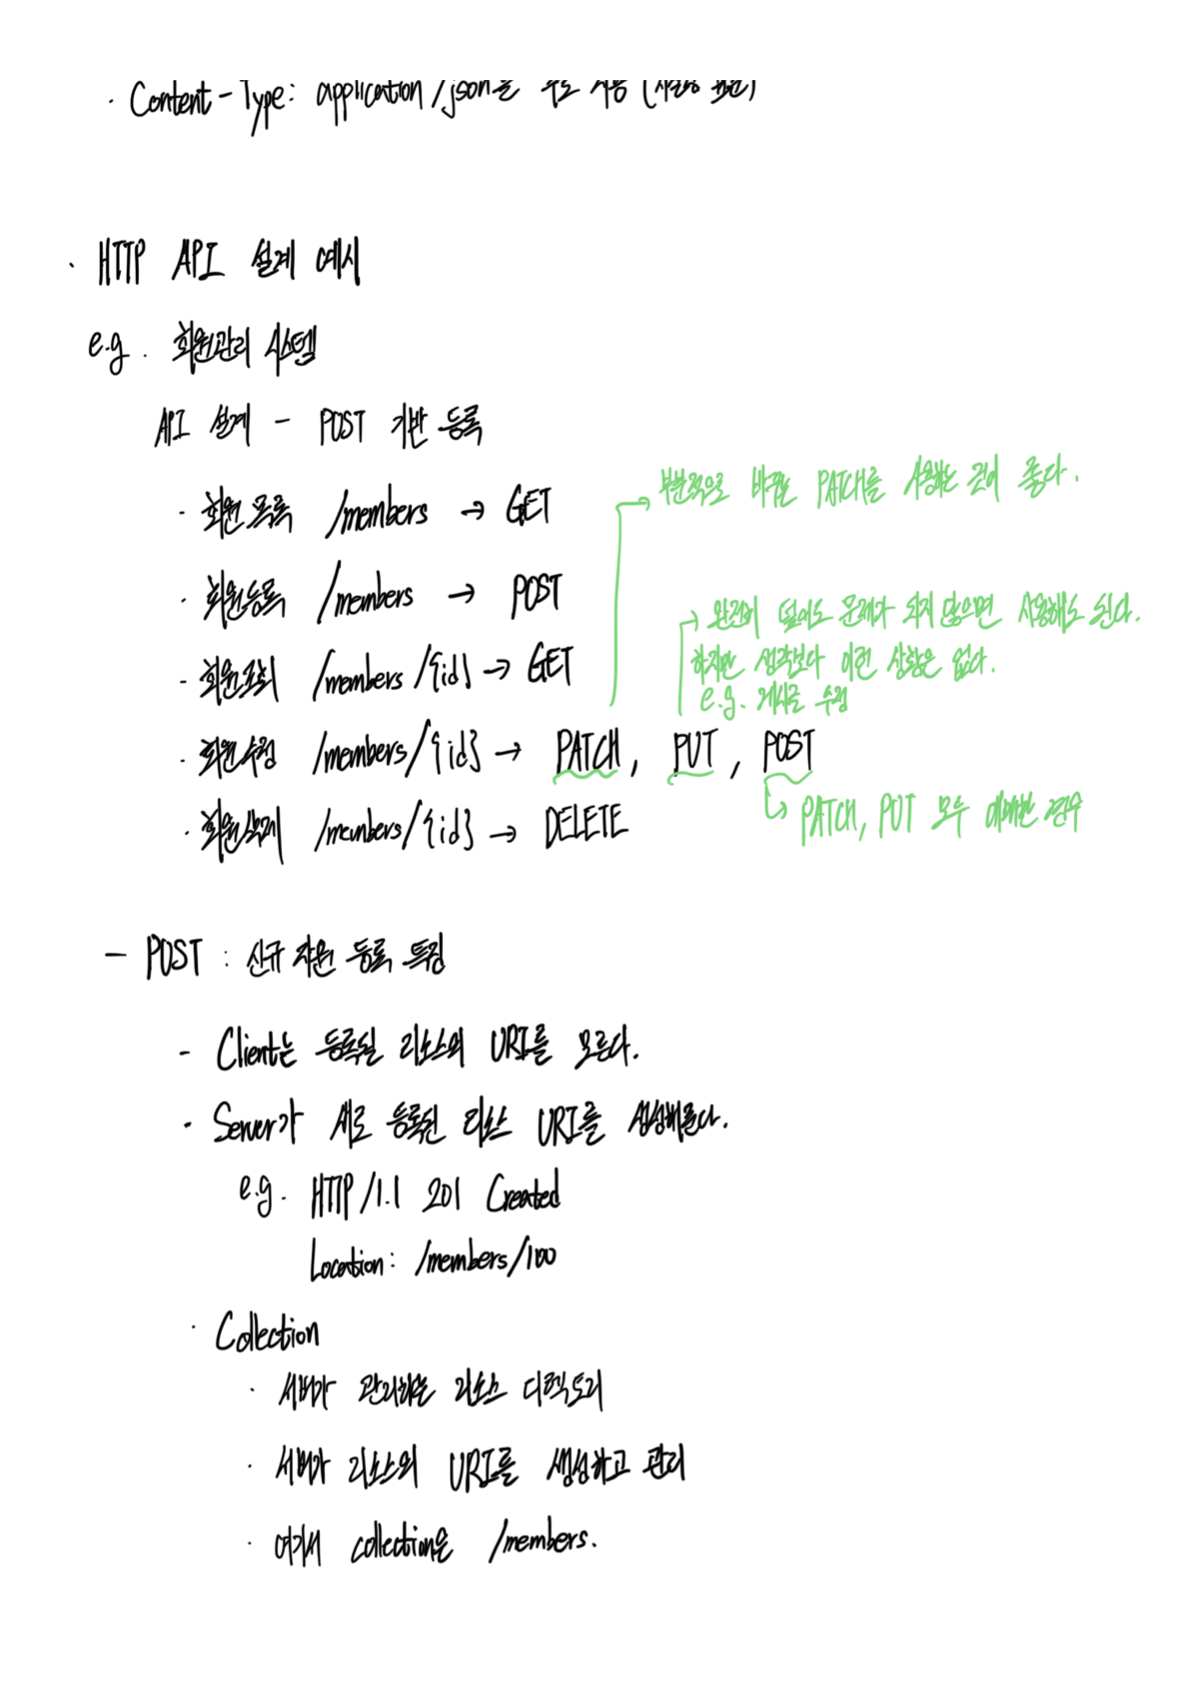 · Content-Type: application/json을 주로 사용 (사실상 표준)
· HTTP API 설계 예시
e.g. 회원관리 시스템
API 설계 - POST 기반 등록
· 회원 목록 /members → GET
→ 부분적으로 바꾸는 PATCH를 사용하는 것이 좋다.
· 회원등록 /members → POST
→ 완전히 덮어도 문제가 되지 않으면 사용해도 된다.
하지만 생각보다 이런 상황은 없다.
e.g. 게시글 수정
· 회원조회 /members/{id} → GET
· 회원수정 /members/{id} → PATCH, PUT, POST
→ PATCH, PUT 모두 애매한 경우
· 회원삭제 /members/{id} → DELETE
- POST : 신규 자원 등록 특징
- Client는 등록될 리소스의 URI를 모른다.
· Server가 새로 등록된 리소스 URI를 생성해준다.
e.g. HTTP/1.1 201 Created
Location: /members/100
· Collection
· 서버가 관리하는 리소스 디렉토리
· 서버가 리소스의 URI를 생성하고 관리
· 여기서 collection은 /members.